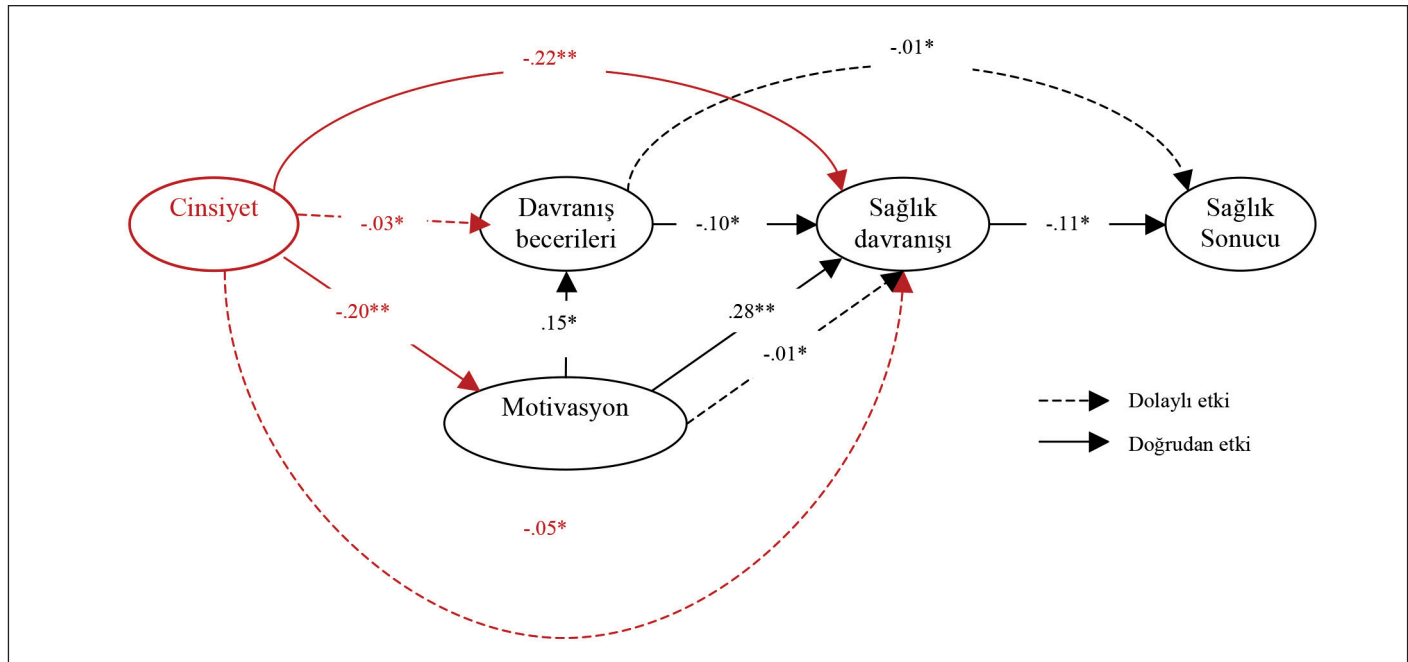 -.22**
-.01*
Cinsiyet
-.03*
Davranış
becerileri
-.10*
Sağlık
davranışı
-.11*
Sağlık
Sonucu
-.20**
.15*
.28**
-.01*
Motivasyon
Dolaylı etki
Doğrudan etki
-.05*